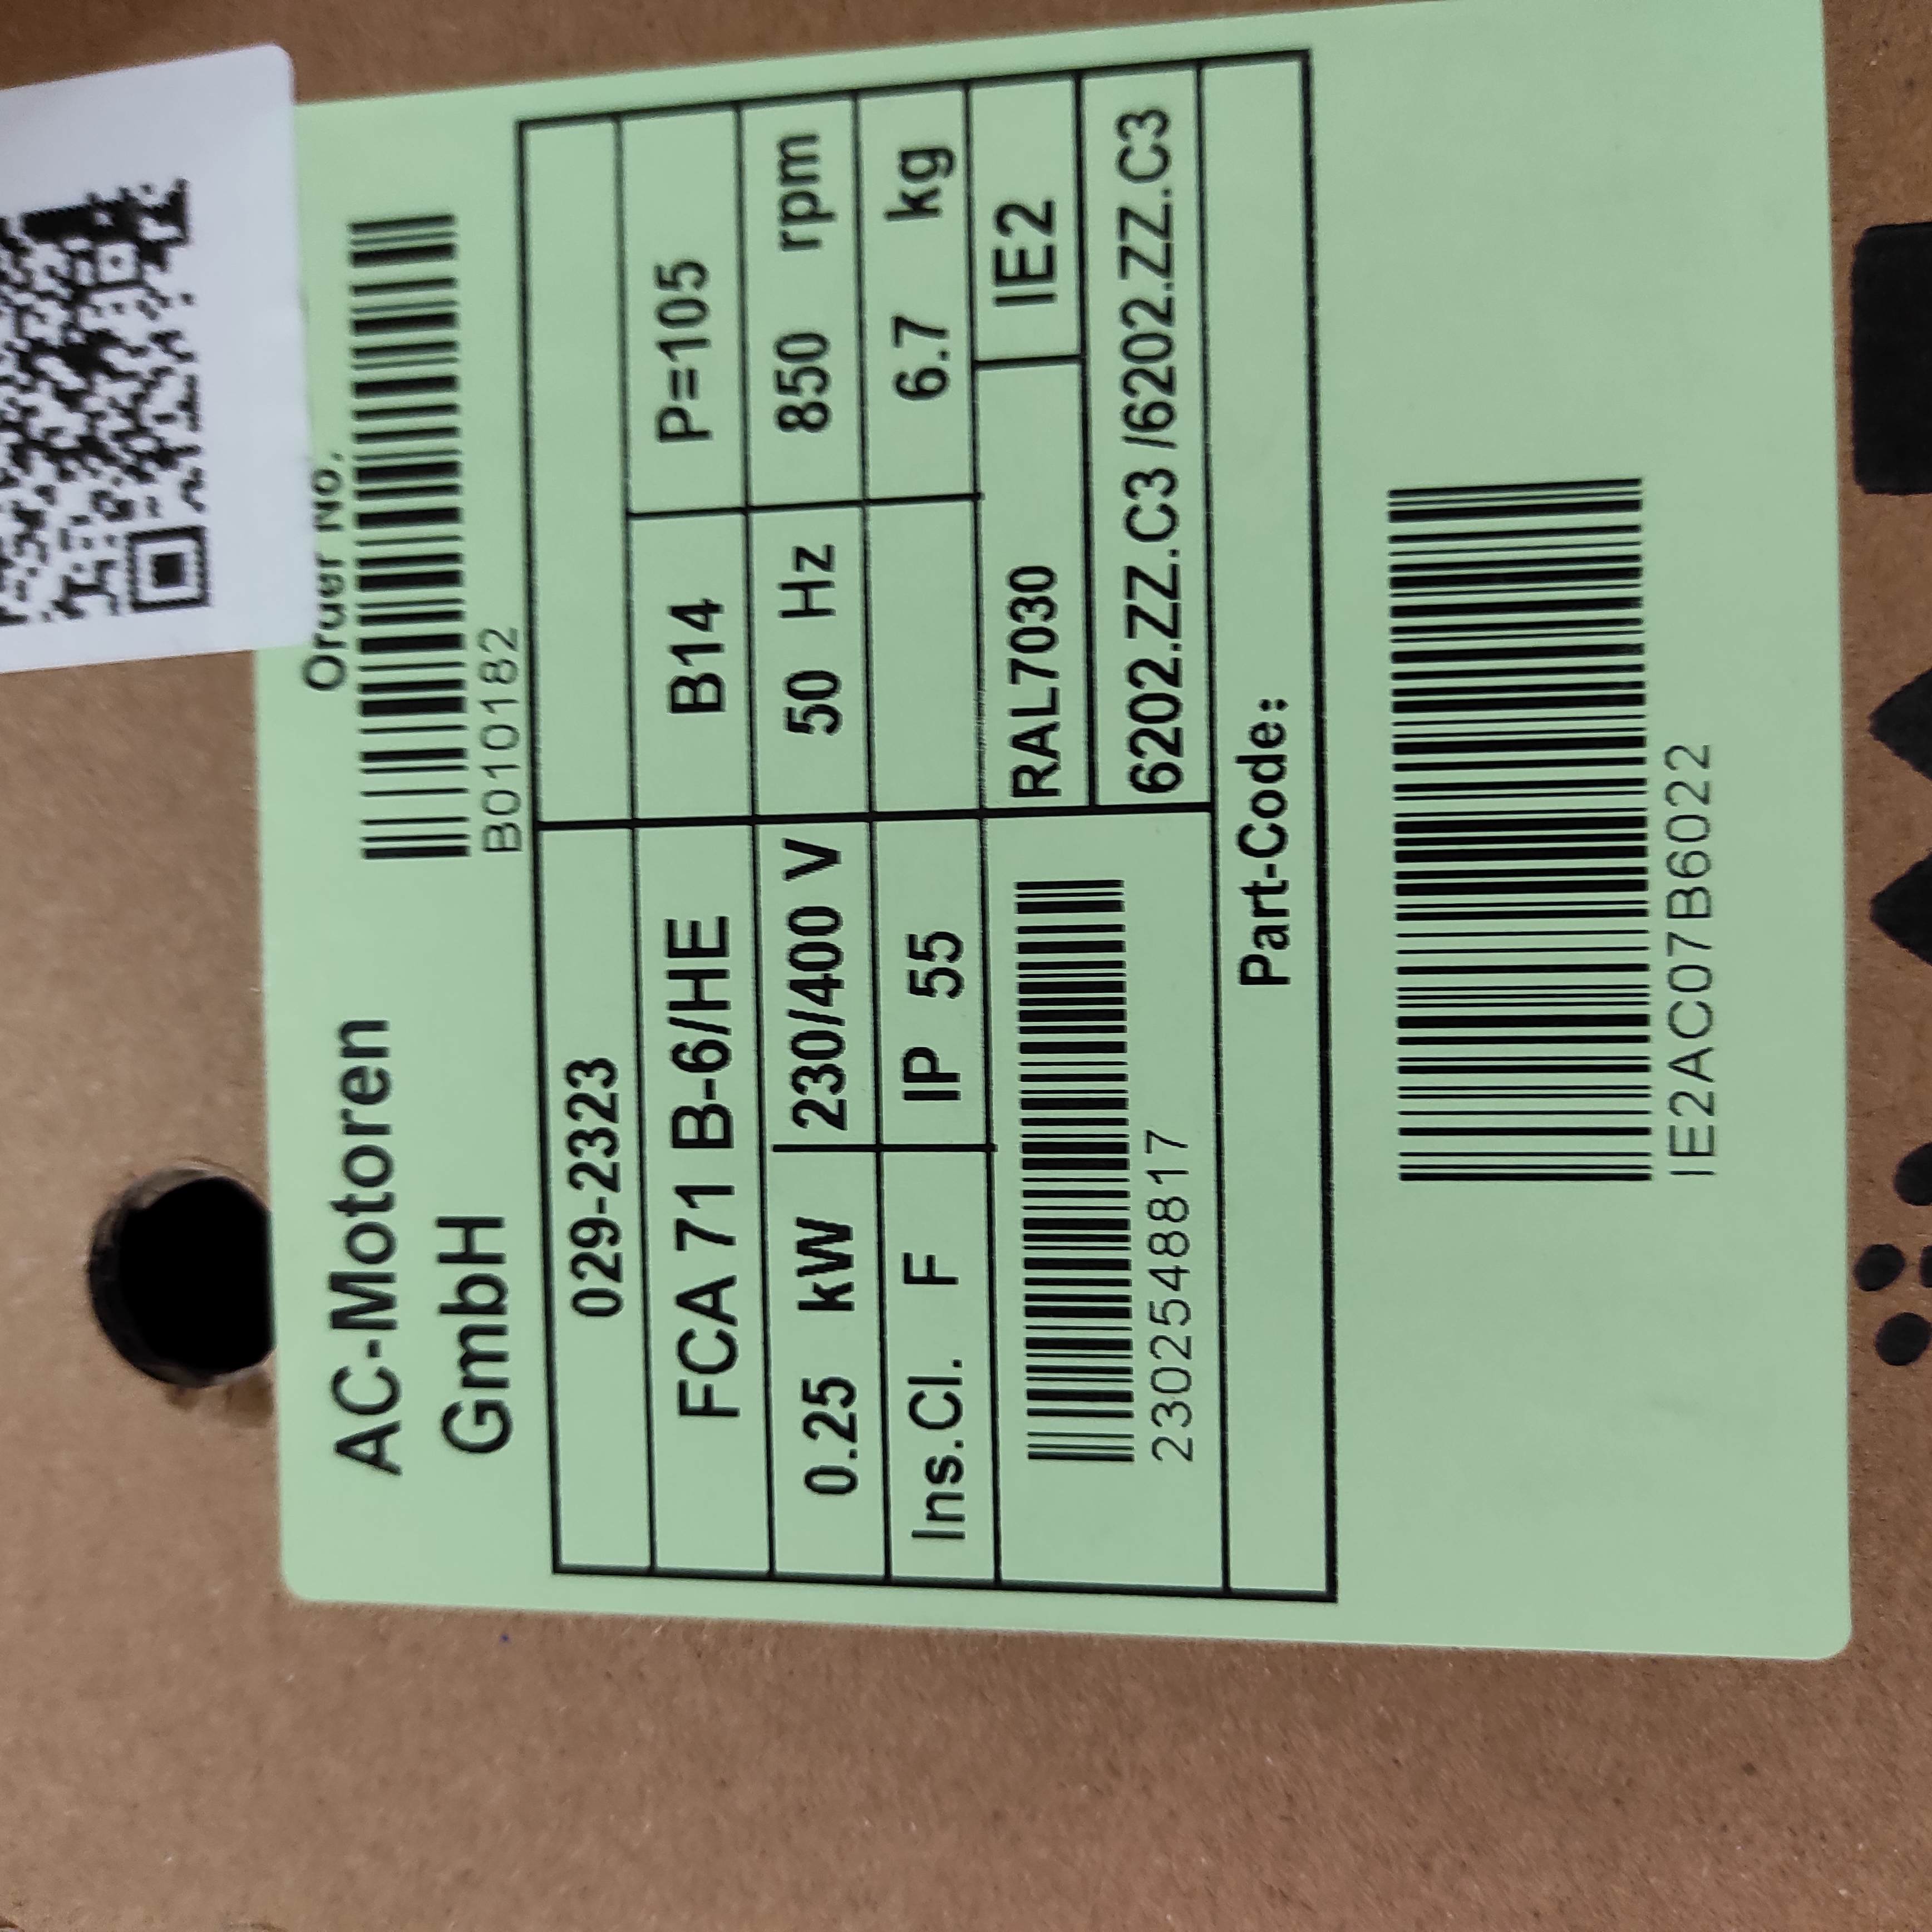 AC-Motoren
GmbH
Order No.
B010182
029-2323
FCA 71 B-6/HE B14 P=105
0.25 kW 230/400 V 50 Hz 850 rpm
Ins.Cl. F IP 55 6.7 kg
2302548817
RAL7030 IE2
6202.ZZ.C3 /6202.ZZ.C3
Part-Code:
IE2AC07B6022